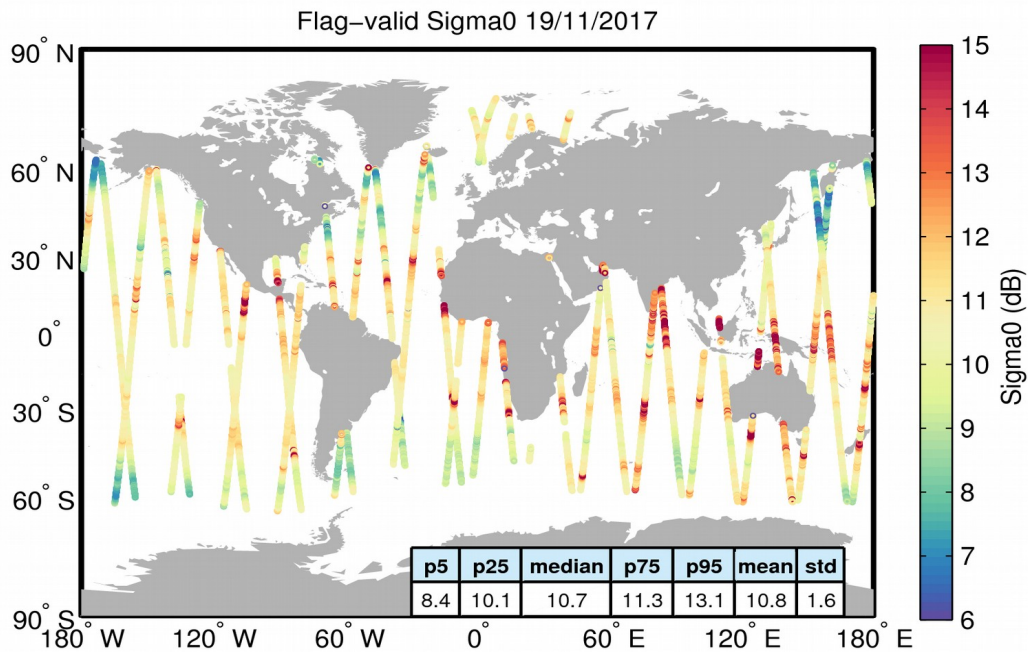 Flag–valid Sigma0 19/11/2017
90° N
60° N
30° N
0°
30° S
60° S
90° S
180° W
120° W
60° W
0°
60° E
120° E
180° E
p5 p25 median p75 p95 mean std
8.4 10.1 10.7 11.3 13.1 10.8 1.6
15
14
13
12
11
10
9
8
7
6
Sigma0 (dB)